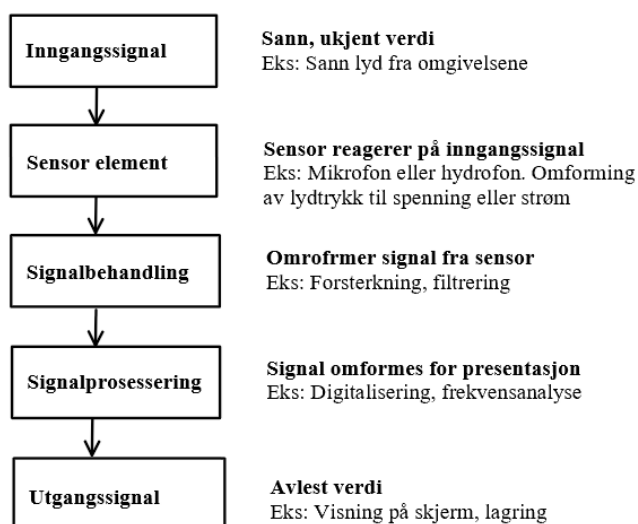 Inngangssignal
Sann, ukjent verdi
Eks: Sann lyd fra omgivelsene
Sensor element
Sensor reagerer på inngangssignal
Eks: Mikrofon eller hydrofon. Omforming
av lydtrykk til spenning eller strøm
Signalbehandling
Omrofrmer signal fra sensor
Eks: Forsterkning, filtrering
Signalprosessering
Signal omformes for presentasjon
Eks: Digitalisering, frekvensanalyse
Utgangssignal
Avlest verdi
Eks: Visning på skjerm, lagring